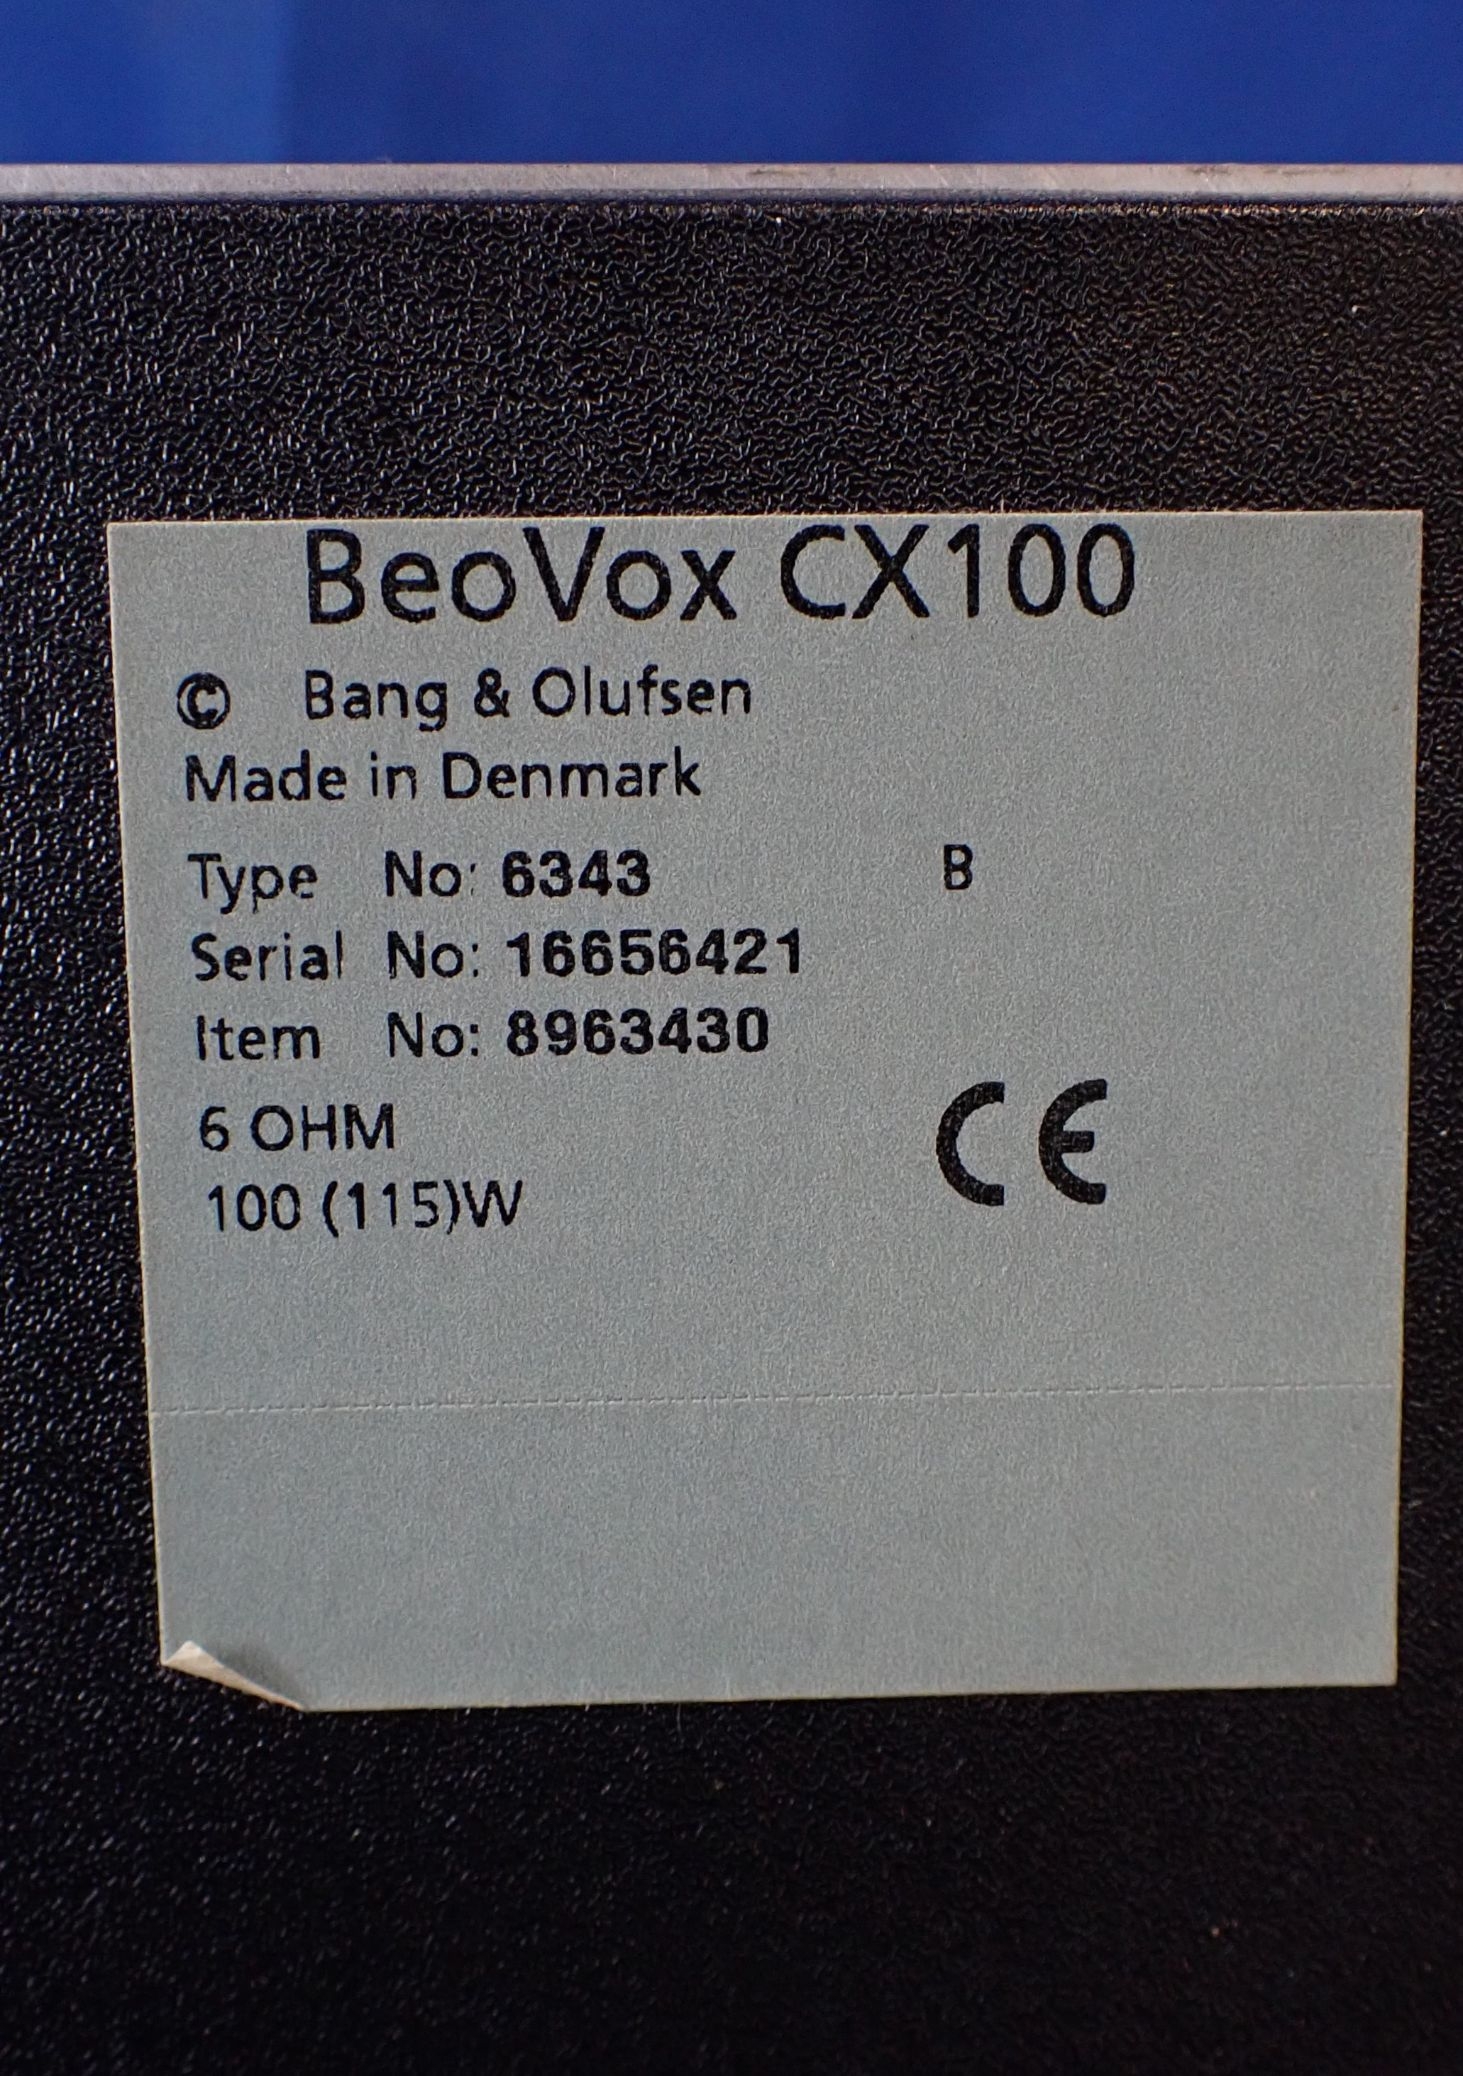 BeoVox CX100
© Bang & Olufsen
Made in Denmark
Type No: 6343 B
Serial No: 16656421
Item No: 8963430
6 OHM
100 (115)W
CE